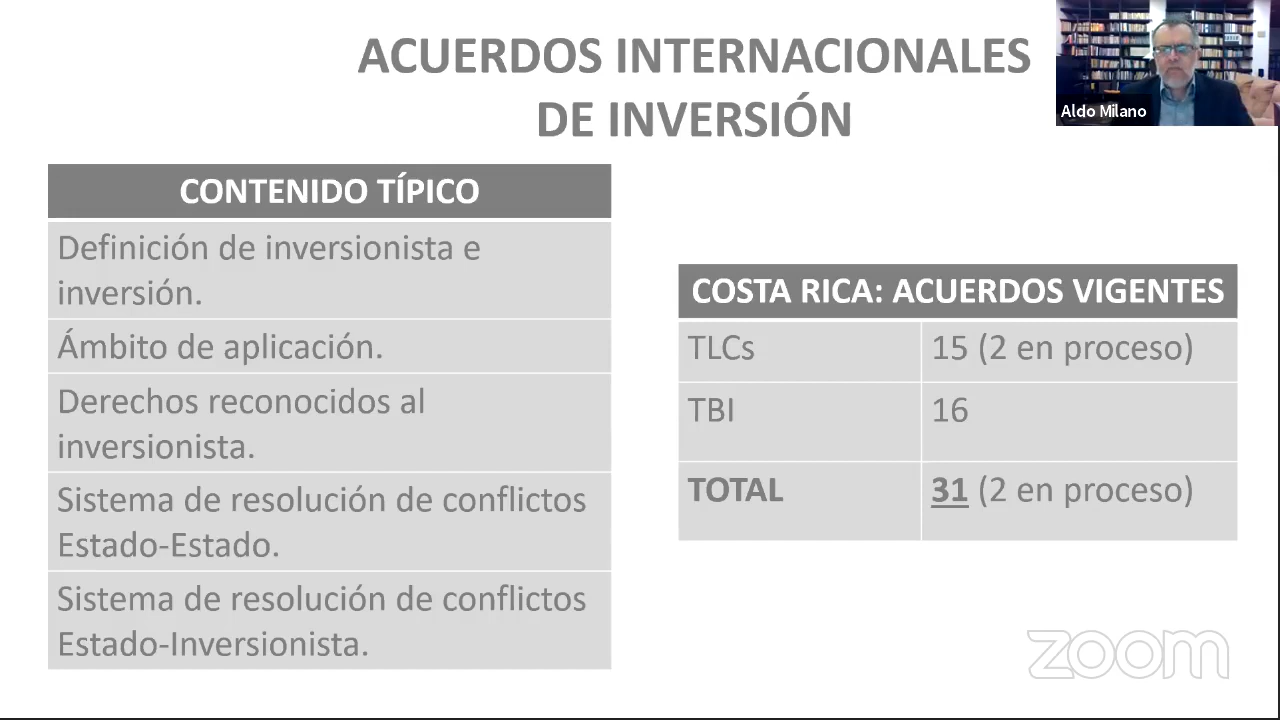 ACUERDOS INTERNACIONALES
DE INVERSIÓN
Aldo Milano
CONTENIDO TÍPICO
Definición de inversionista e
inversión.
Ámbito de aplicación.
Derechos reconocidos al
inversionista.
Sistema de resolución de conflictos
Estado-Estado.
Sistema de resolución de conflictos
Estado-Inversionista.
COSTA RICA: ACUERDOS VIGENTES
TLCs 15 (2 en proceso)
TBI 16
TOTAL 31 (2 en proceso)
zoom